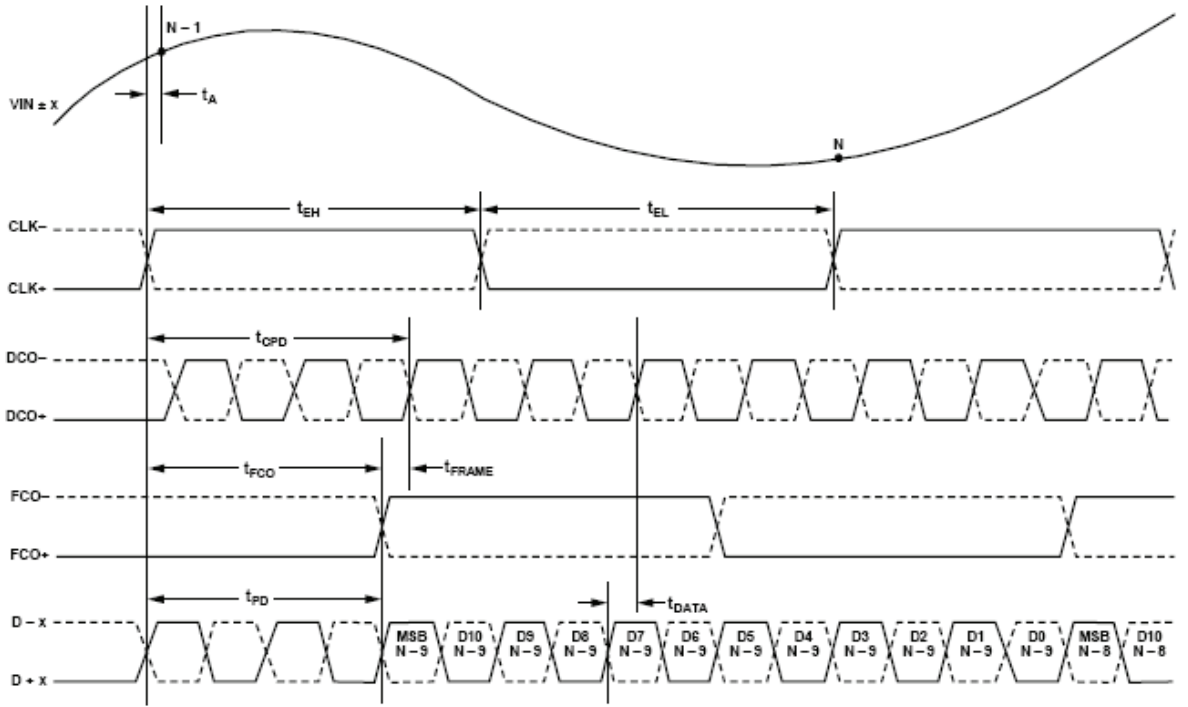 N – 1
VIN ± x
tA
N
tEH
tEL
CLK–
CLK+
tCPD
DCO–
DCO+
tFCO
tFRAME
FCO–
FCO+
tPD
tDATA
D – x
MSB N – 9
D10 N – 9
D9 N – 9
D8 N – 9
D7 N – 9
D6 N – 9
D5 N – 9
D4 N – 9
D3 N – 9
D2 N – 9
D1 N – 9
D0 N – 9
MSB N – 8
D10 N – 8
D + x